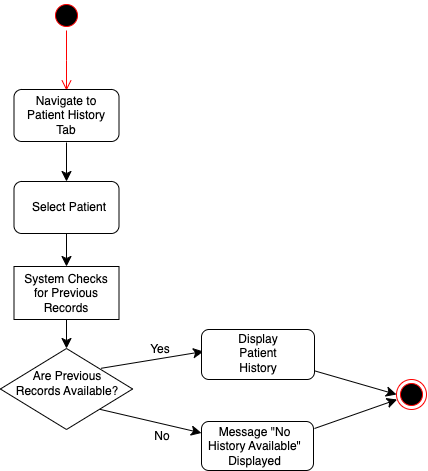 Navigate to
Patient History
Tab
Select Patient
System Checks
for Previous
Records
Are Previous
Records Available?
Yes
Display
Patient
History
No
Message "No
History Available"
Displayed